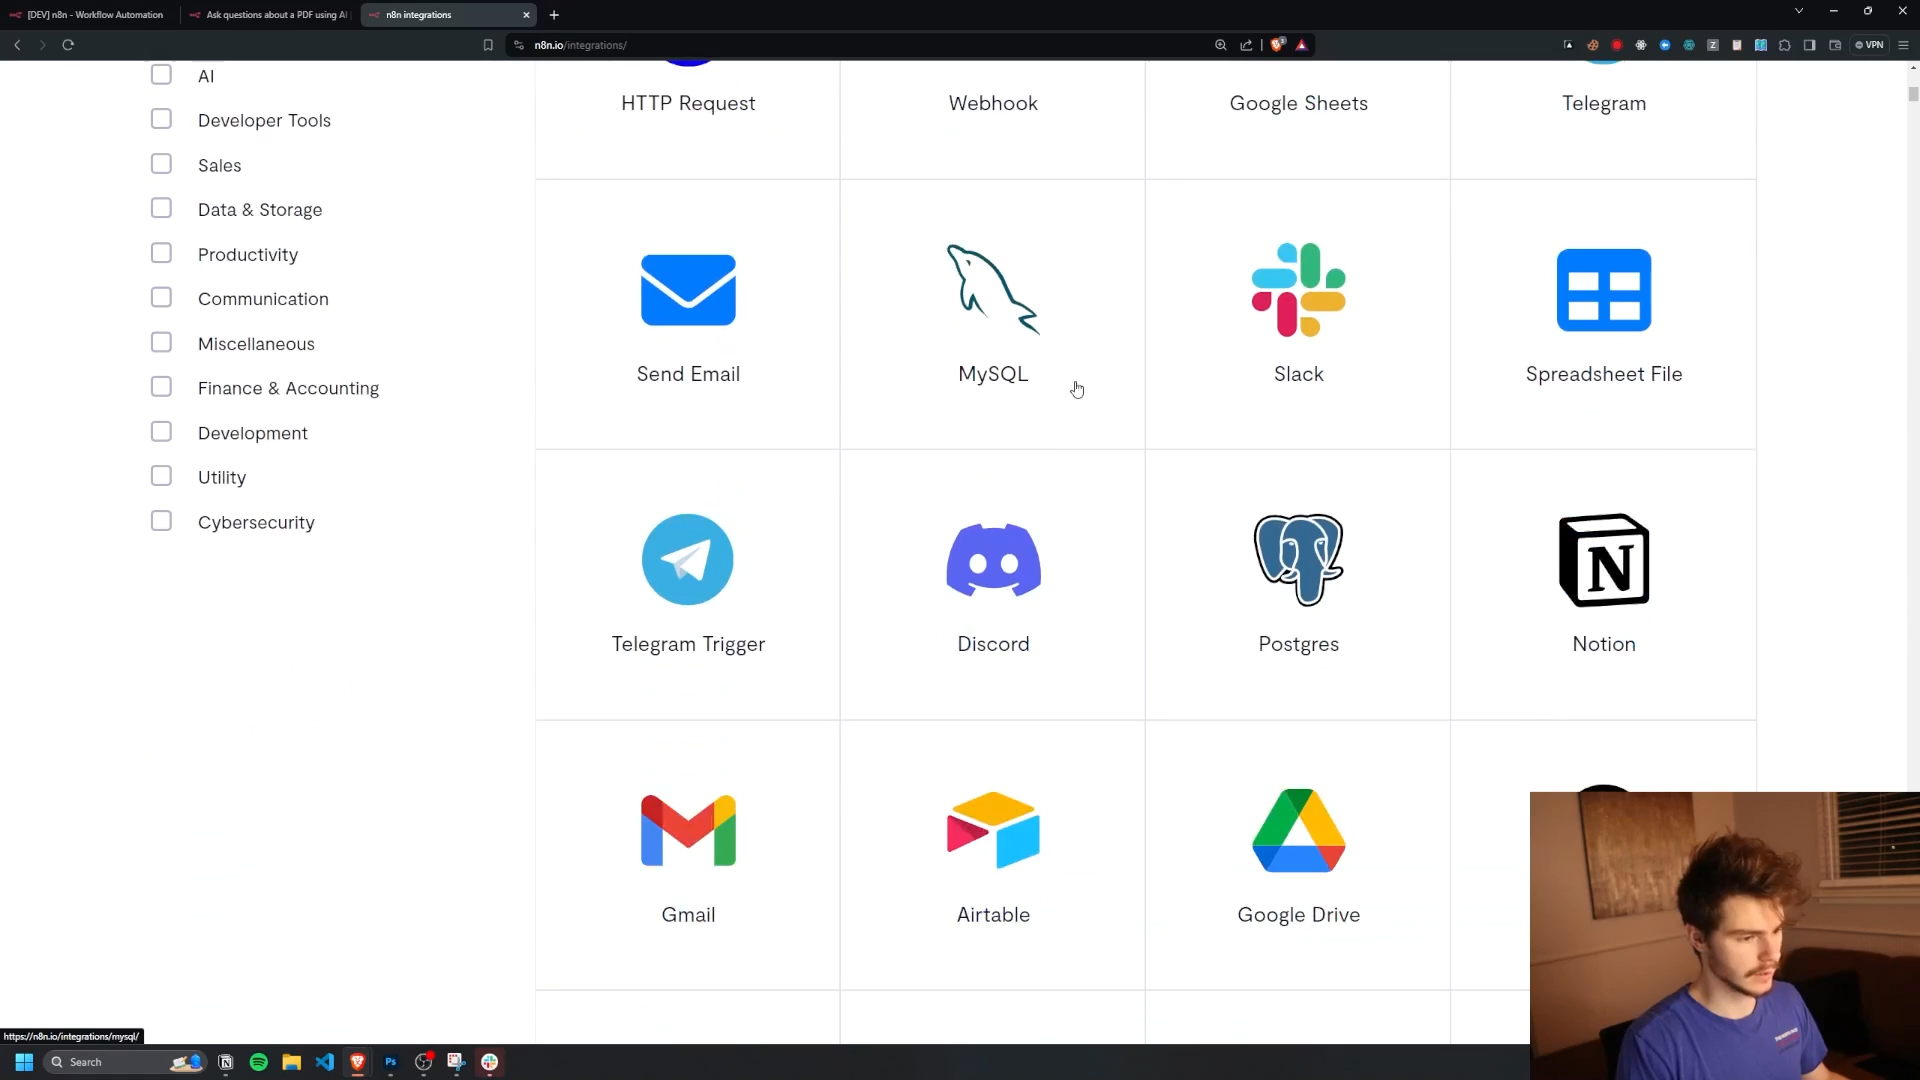 [DEV] n8n - Workflow Automation
Ask questions about a PDF using AI
n8n integrations
n8n.io/integrations/
VPN
AI
Developer Tools
Sales
Data & Storage
Productivity
Communication
Miscellaneous
Finance & Accounting
Development
Utility
Cybersecurity
HTTP Request
Webhook
Google Sheets
Telegram
Send Email
MySQL
Slack
Spreadsheet File
Telegram Trigger
Discord
Postgres
N
Notion
Gmail
Airtable
Google Drive
https://n8n.io/integrations/mysql/
Search
Ps